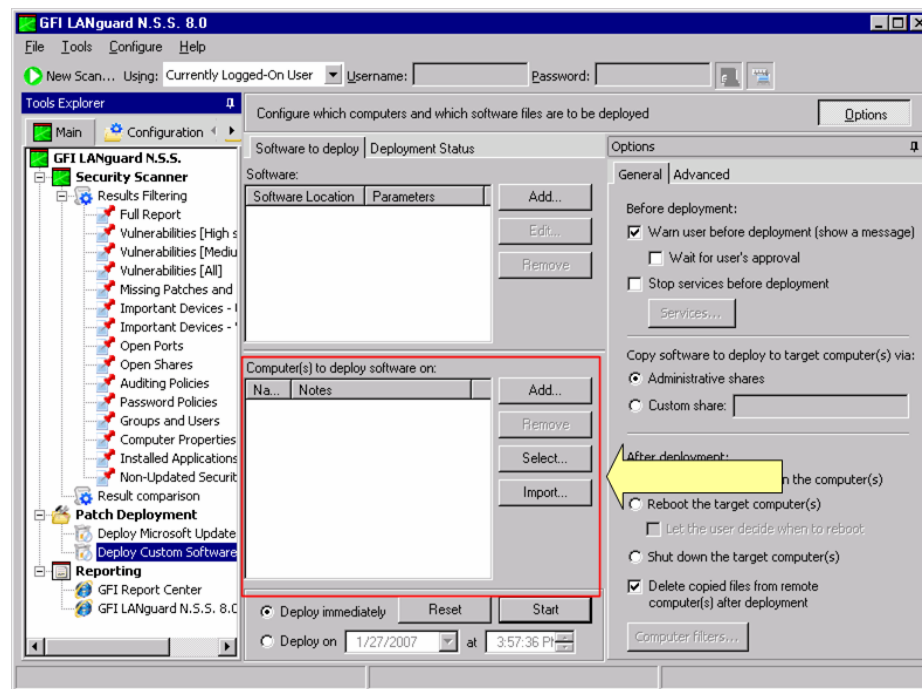 GFI LANguard N.S.S. 8.0
File Tools Configure Help
New Scan... Using: Currently Logged-On User Username: Password:
Tools Explorer
Main Configuration
GFI LANguard N.S.S.
Security Scanner
Results Filtering
Full Report
Vulnerabilities [High s
Vulnerabilities [Mediu
Vulnerabilities [All]
Missing Patches and
Important Devices -
Important Devices - '
Open Ports
Open Shares
Auditing Policies
Password Policies
Groups and Users
Computer Properties
Installed Applications
Non-Updated Securit
Result comparison
Patch Deployment
Deploy Microsoft Update
Deploy Custom Software
Reporting
GFI Report Center
GFI LANguard N.S.S. 8.0
Configure which computers and which software files are to be deployed
Options
Software to deploy Deployment Status
Software:
Software Location Parameters
Add...
Edit...
Remove
Computer(s) to deploy software on:
Na... Notes
Add...
Remove
Select...
Import...
Deploy immediately Reset Start
Deploy on 1/27/2007 at 3:57:36 PM
Options
General Advanced
Before deployment:
Warn user before deployment (show a message)
Wait for user's approval
Stop services before deployment
Services...
Copy software to deploy to target computer(s) via:
Administrative shares
Custom share:
After deployment:
n the computer(s)
Reboot the target computer(s)
Let the user decide when to reboot
Shut down the target computer(s)
Delete copied files from remote
computer(s) after deployment
Computer filters...